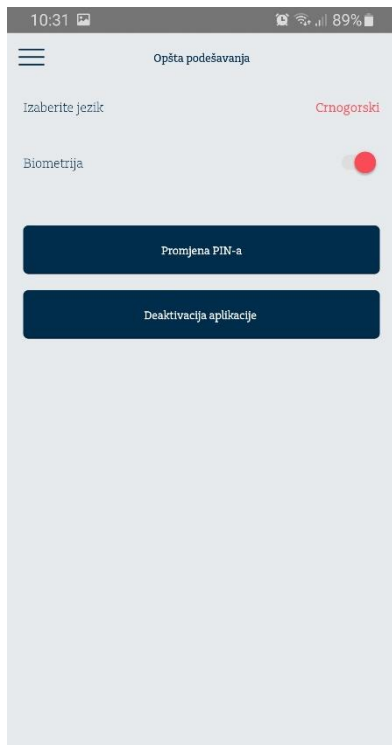 10:31 89%
Opšta podešavanja
Izaberite jezik Crnogorski
Biometrija
Promjena PIN-a
Deaktivacija aplikacije